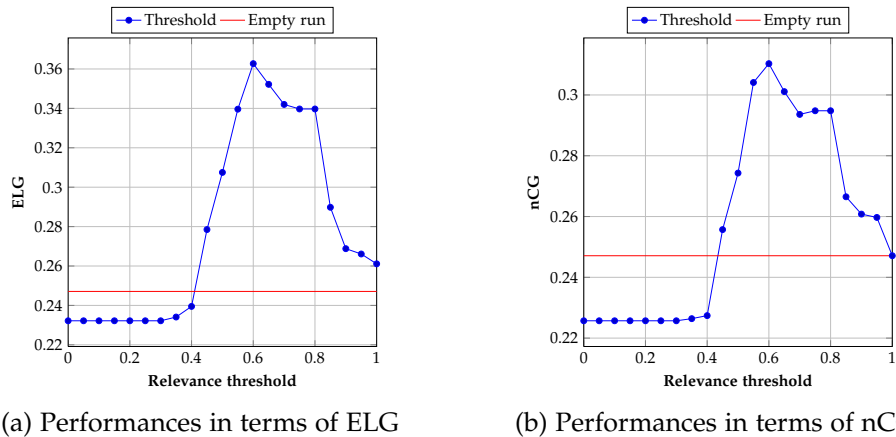 Threshold Empty run
0.36
0.34
0.32
0.3
0.28
0.26
0.24
0.22
ELG
0 0.2 0.4 0.6 0.8 1
Relevance threshold
(a) Performances in terms of ELG
Threshold Empty run
0.3
0.28
0.26
0.24
0.22
nCG
0 0.2 0.4 0.6 0.8 1
Relevance threshold
(b) Performances in terms of nC